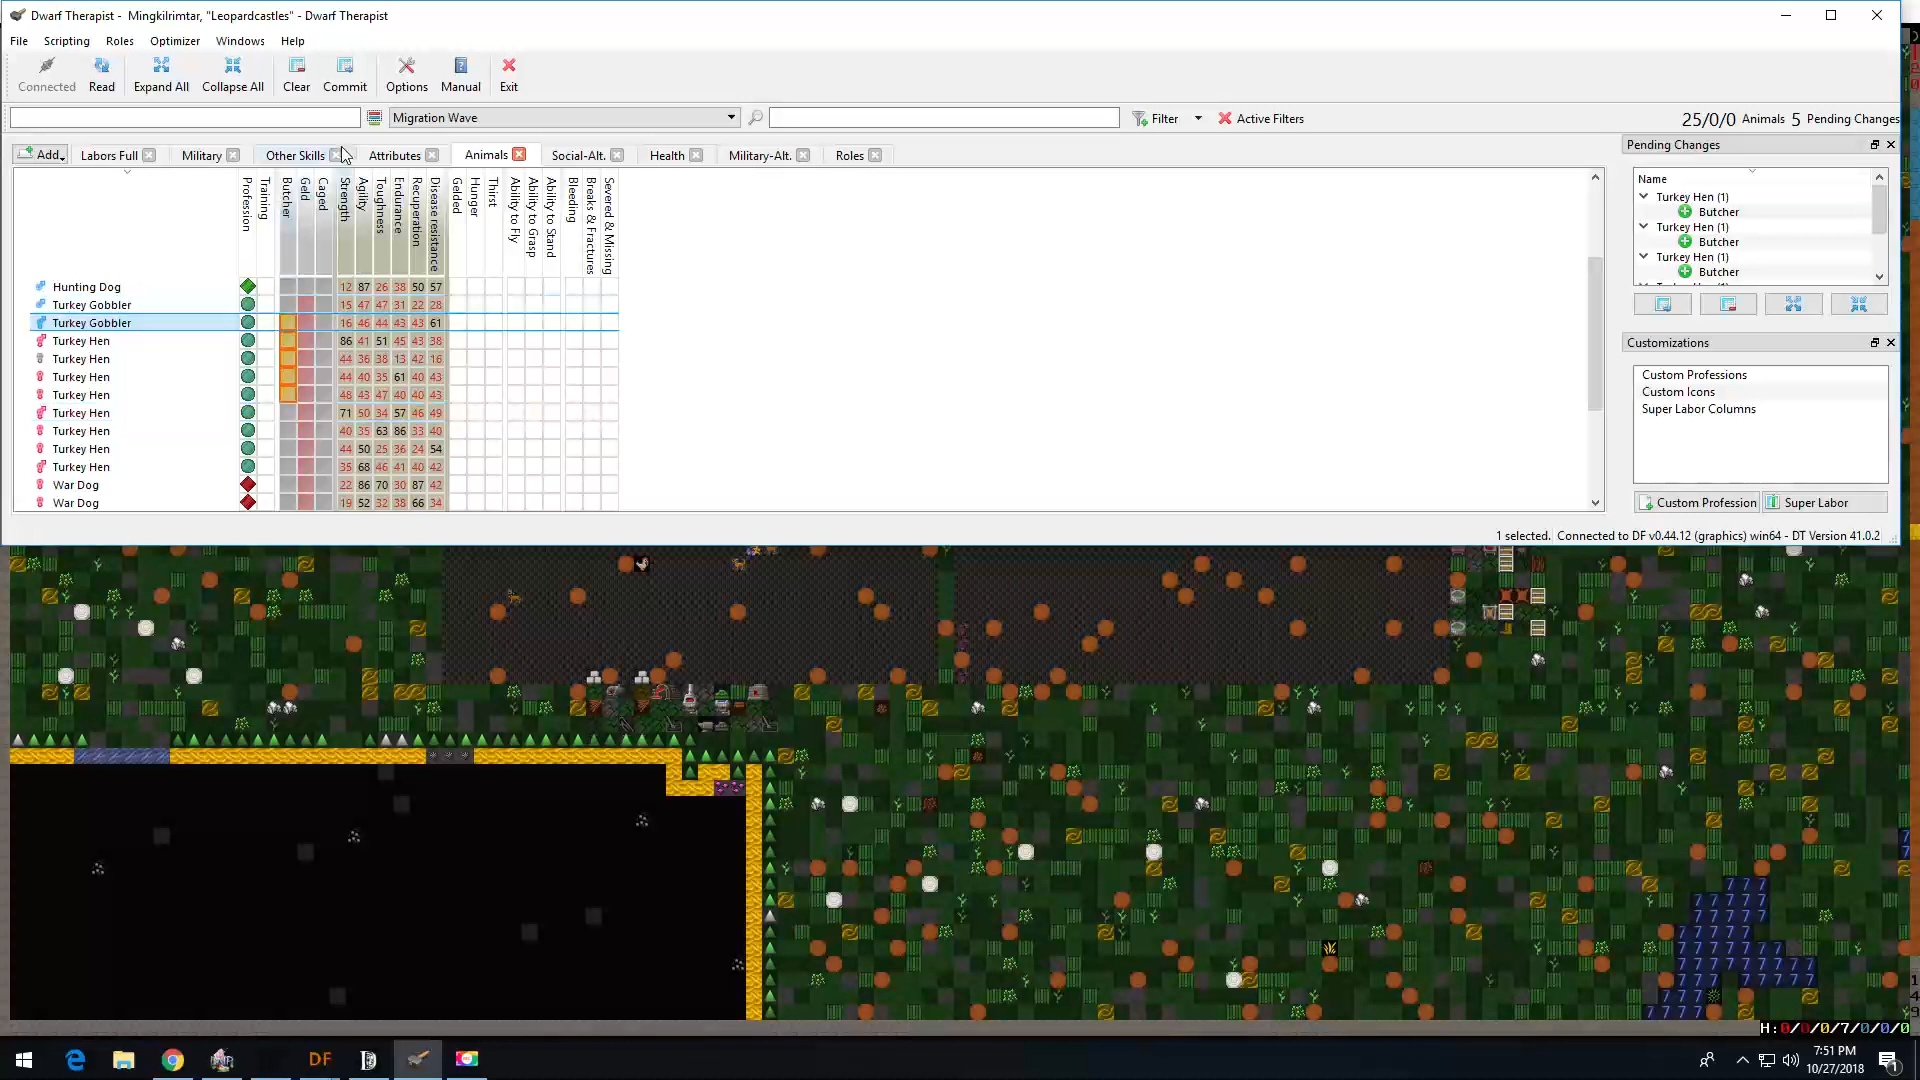 Dwarf Therapist - Mingkilrimtar, "Leopardcastles" - Dwarf Therapist
File Scripting Roles Optimizer Windows Help
Connected Read Expand All Collapse All Clear Commit Options Manual Exit
Migration Wave Filter Active Filters 25/0/0 Animals 5 Pending Changes
Add Labors Full Military Other Skills Attributes Animals Social-Alt. Health Military-Alt. Roles
Profession Training Butcher Geld Caged Strength Agility Toughness Endurance Recuperation Disease resistance Gelded Hunger Thirst Ability to Fly Ability to Grasp Ability to Stand Bleeding Breaks & Fractures Severed & Missing
Hunting Dog 12 87 26 38 50 57
Turkey Gobbler 15 47 47 31 22 28
Turkey Gobbler 16 46 44 43 43 61
Turkey Hen 86 41 51 45 43 38
Turkey Hen 44 36 38 13 42 16
Turkey Hen 44 40 35 61 40 43
Turkey Hen 48 43 47 40 40 43
Turkey Hen 71 50 34 57 46 49
Turkey Hen 40 35 63 86 33 40
Turkey Hen 44 50 25 36 24 54
Turkey Hen 35 68 46 41 40 42
War Dog 22 86 70 30 87 42
War Dog 19 52 32 38 66 34
Pending Changes
Name
Turkey Hen (1)
Butcher
Turkey Hen (1)
Butcher
Turkey Hen (1)
Butcher
Customizations
Custom Professions
Custom Icons
Super Labor Columns
Custom Profession Super Labor
1 selected. Connected to DF v0.44.12 (graphics) win64 - DT Version 41.0.2
H:0/0/0/7/0/0/0
DF
7:51 PM
10/27/2018
1